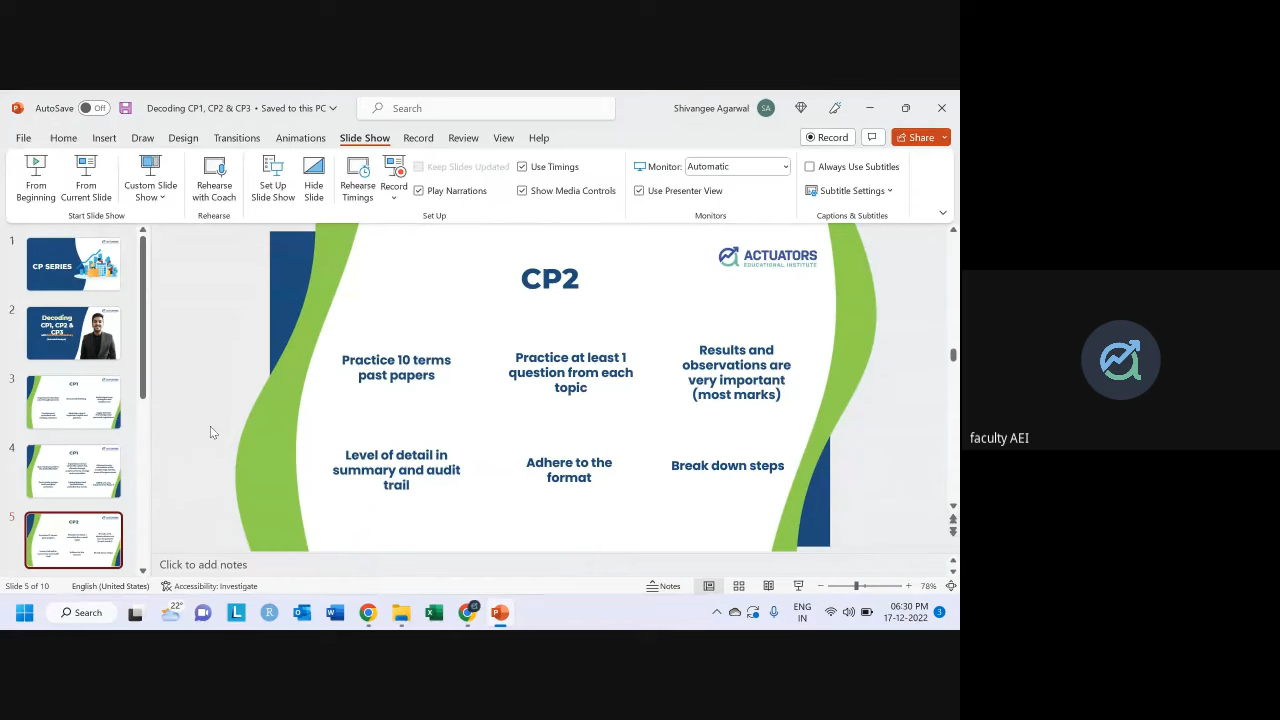 AutoSave Off Decoding CP1, CP2 & CP3 • Saved to this PC Search Shivangee Agarwal SA
File Home Insert Draw Design Transitions Animations Slide Show Record Review View Help Record Share
From Beginning
From Current Slide
Custom Slide Show
Rehearse with Coach
Set Up Slide Show
Hide Slide
Rehearse Timings
Record
Keep Slides Updated
Use Timings
Play Narrations
Show Media Controls
Monitor: Automatic
Use Presenter View
Always Use Subtitles
Subtitle Settings
Start Slide Show Rehearse Set Up Monitors Captions & Subtitles
1
CP SERIES
2
Decoding
CP1, CP2 &
CP3
3
CP1
4
CP1
5
CP2
ACTUATORS
EDUCATIONAL INSTITUTE
CP2
Practice 10 terms
past papers
Practice at least 1
question from each
topic
Results and
observations are
very important
(most marks)
Level of detail in
summary and audit
trail
Adhere to the
format
Break down steps
Click to add notes
Slide 5 of 10 English (United States) Accessibility: Investigate Notes 78%
22° Search ENG
IN
06:30 PM
17-12-2022
3
faculty AEI